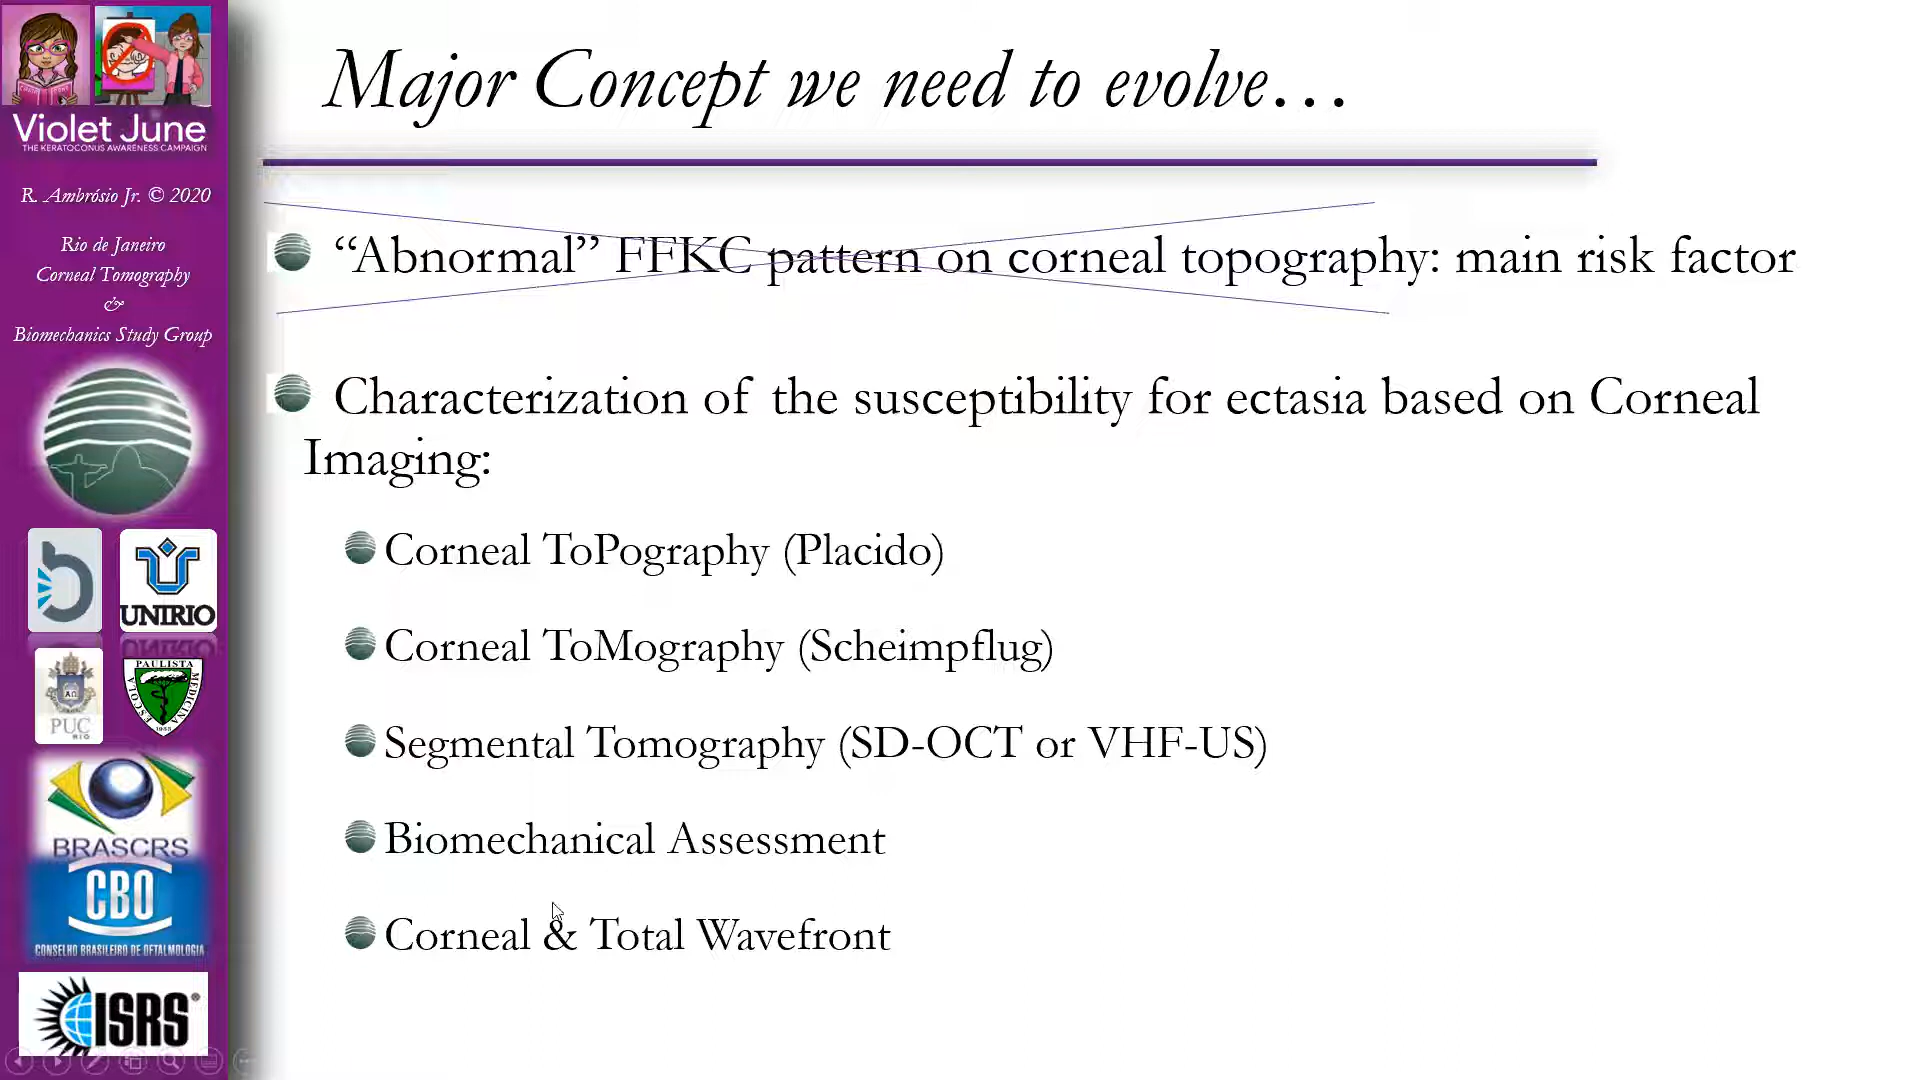 Major Concept we need to evolve…
Violet June
THE KERATOCONUS AWARENESS CAMPAIGN
R. Ambrósio Jr. © 2020
Rio de Janeiro
Corneal Tomography
&
Biomechanics Study Group
UNIRIO
PUC
RIO
ESCOLA PAULISTA MEDICINA
1933
BRASCRS
CBO
CONSELHO BRASILEIRO DE OFTALMOLOGIA
ISRS®
“Abnormal” FFKC pattern on corneal topography: main risk factor
Characterization of the susceptibility for ectasia based on Corneal
Imaging:
Corneal ToPography (Placido)
Corneal ToMography (Scheimpflug)
Segmental Tomography (SD-OCT or VHF-US)
Biomechanical Assessment
Corneal & Total Wavefront